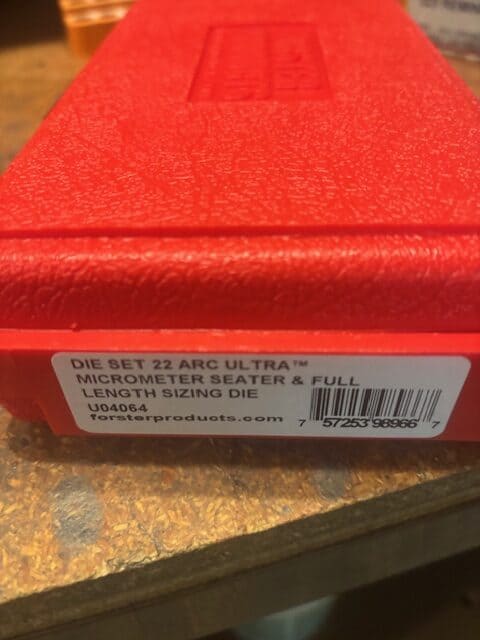 DIE SET 22 ARC ULTRA™
MICROMETER SEATER & FULL
LENGTH SIZING DIE
U04064
forsterproducts.com
7 57253 98966 7